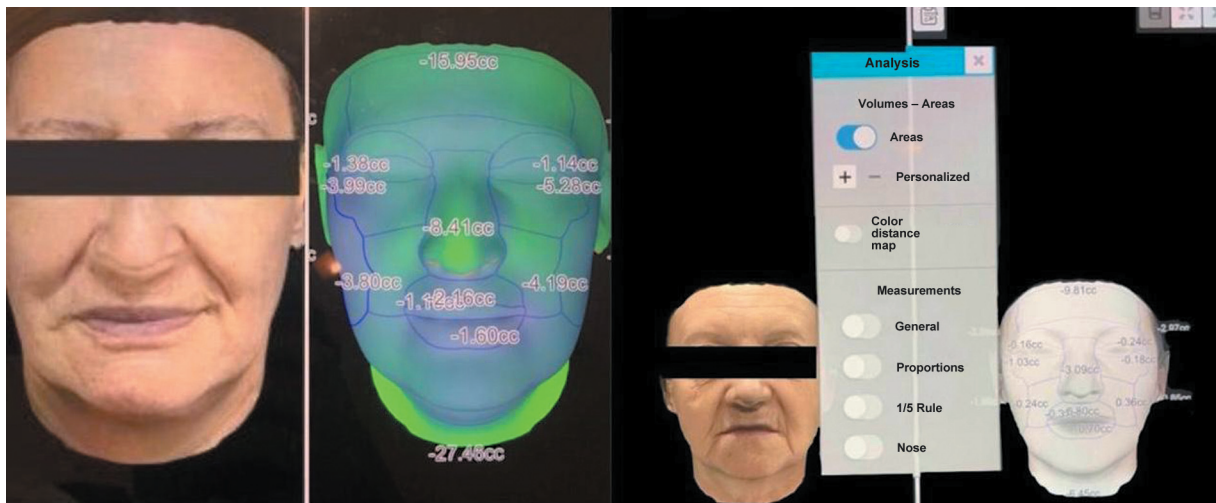 -15.95cc
-1.38cc
-1.14cc
-3.99cc
-5.28cc
-8.41cc
-3.80cc
-4.19cc
-2.16cc
-1.60cc
-27.48cc
Analysis
Volumes – Areas
Areas
+ − Personalized
Color
distance
map
Measurements
General
Proportions
1/5 Rule
Nose
-9.81cc
-0.16cc
-0.24cc
-1.03cc
-0.18cc
-3.09cc
-0.24cc
0.36cc